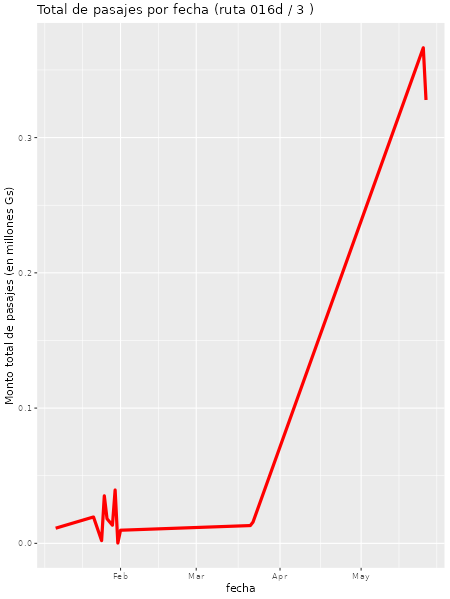 Total de pasajes por fecha (ruta 016d / 3 )
Monto total de pasajes (en millones Gs)
0.3
0.2
0.1
0.0
Feb Mar Apr May
fecha